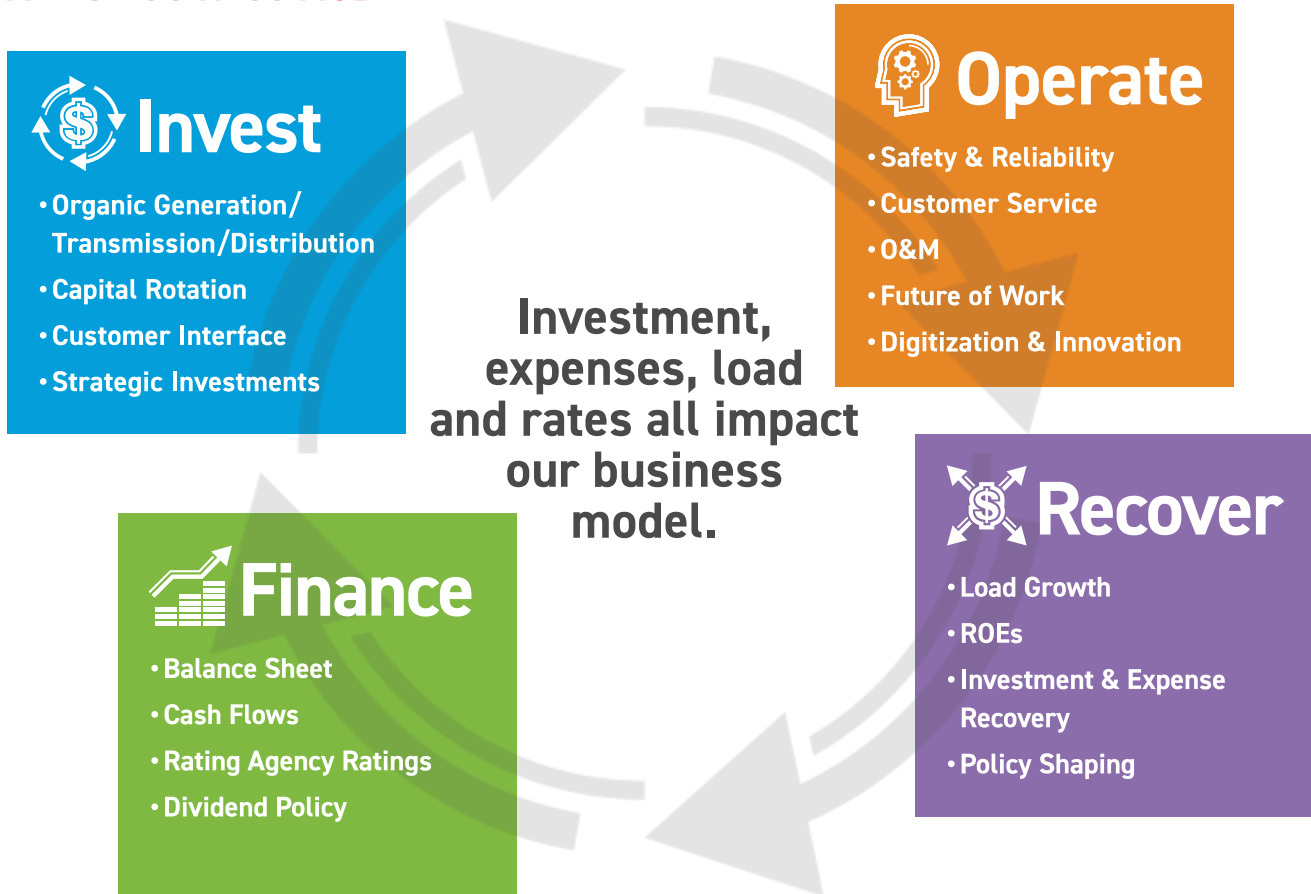 Invest
• Organic Generation/
Transmission/Distribution
• Capital Rotation
• Customer Interface
• Strategic Investments
Operate
• Safety & Reliability
• Customer Service
• O&M
• Future of Work
• Digitization & Innovation
Investment,
expenses, load
and rates all impact
our business
model.
Recover
• Load Growth
• ROEs
• Investment & Expense
Recovery
• Policy Shaping
Finance
• Balance Sheet
• Cash Flows
• Rating Agency Ratings
• Dividend Policy